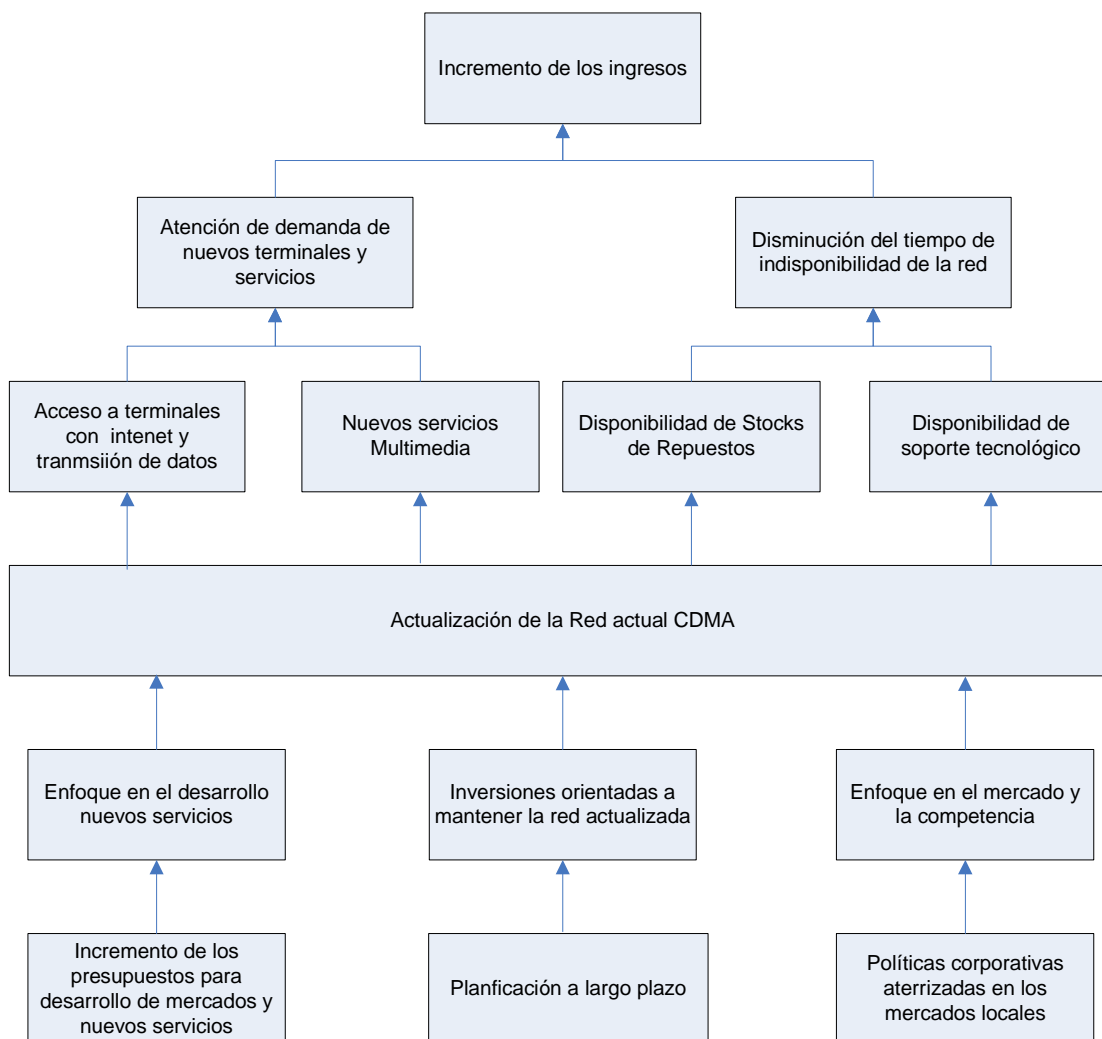 Incremento de los ingresos
Atención de demanda de
nuevos terminales y
servicios
Disminución del tiempo de
indisponibilidad de la red
Acceso a terminales
con intenet y
tranmsiión de datos
Nuevos servicios
Multimedia
Disponibilidad de Stocks
de Repuestos
Disponibilidad de
soporte tecnológico
Actualización de la Red actual CDMA
Enfoque en el desarrollo
nuevos servicios
Inversiones orientadas a
mantener la red actualizada
Enfoque en el mercado y
la competencia
Incremento de los
presupuestos para
desarrollo de mercados y
nuevos servicios
Planficación a largo plazo
Políticas corporativas
aterrizadas en los
mercados locales